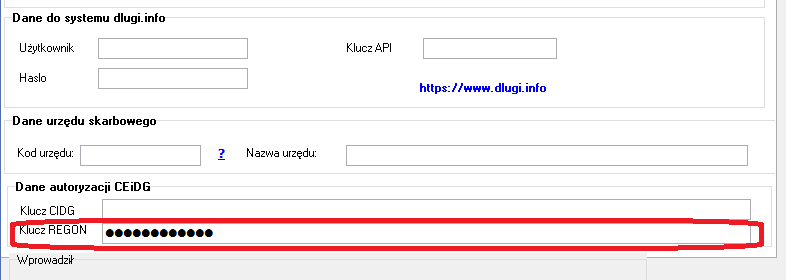 Dane do systemu dlugi.info
Użytkownik Klucz API
Hasło
https://www.dlugi.info
Dane urzędu skarbowego
Kod urzędu: ? Nazwa urzędu:
Dane autoryzacji CEiDG
Klucz CIDG
Klucz REGON ●●●●●●●●●●●●
Wprowadził